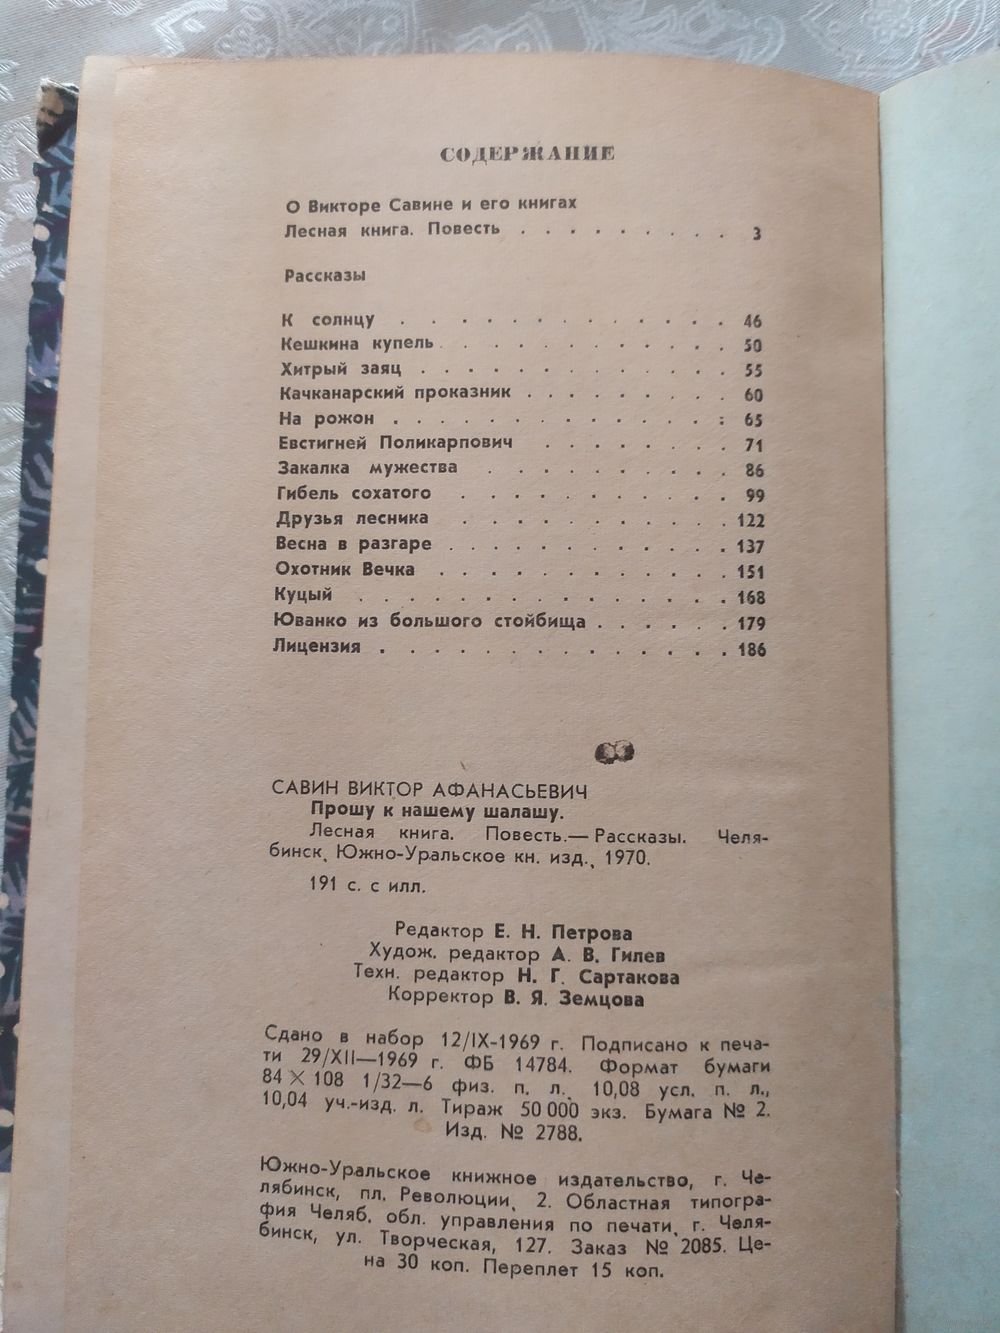 СОДЕРЖАНИЕ
О Викторе Савине и его книгах
Лесная книга. Повесть . . . . . . . . . 3
Рассказы
К солнцу . . . . . . . . . . . . . 46
Кешкина купель . . . . . . . . . . . . 50
Хитрый заяц . . . . . . . . . . . . 55
Качканарский проказник . . . . . . . . . 60
На рожон . . . . . . . . . . . . : 65
Евстигней Поликарпович . . . . . . . . 71
Закалка мужества . . . . . . . . . . 86
Гибель сохатого . . . . . . . . . . . 99
Друзья лесника . . . . . . . . . . . 122
Весна в разгаре . . . . . . . . . . . . 137
Охотник Вечка . . . . . . . . . . . . 151
Куцый . . . . . . . . . . . . . . 168
Юванко из большого стойбища . . . . . . 179
Лицензия . . . . . . . . . . . . . . 186
САВИН ВИКТОР АФАНАСЬЕВИЧ
Прошу к нашему шалашу.
Лесная книга. Повесть.— Рассказы. Челя-
бинск, Южно-Уральское кн. изд., 1970.
191 с. с илл.
Редактор Е. Н. Петрова
Худож. редактор А. В. Гилев
Техн. редактор Н. Г. Сартакова
Корректор В. Я. Земцова
Сдано в набор 12/IX-1969 г. Подписано к печа-
ти 29/XII—1969 г. ФБ 14784. Формат бумаги
84 × 108 1/32—6 физ. п. л., 10,08 усл. п. л.,
10,04 уч.-изд. л. Тираж 50 000 экз. Бумага № 2.
Изд. № 2788.
Южно-Уральское книжное издательство, г. Че-
лябинск, пл. Революции, 2. Областная типогра-
фия Челяб. обл. управления по печати, г. Челя-
бинск, ул. Творческая, 127. Заказ № 2085. Це-
на 30 коп. Переплет 15 коп.